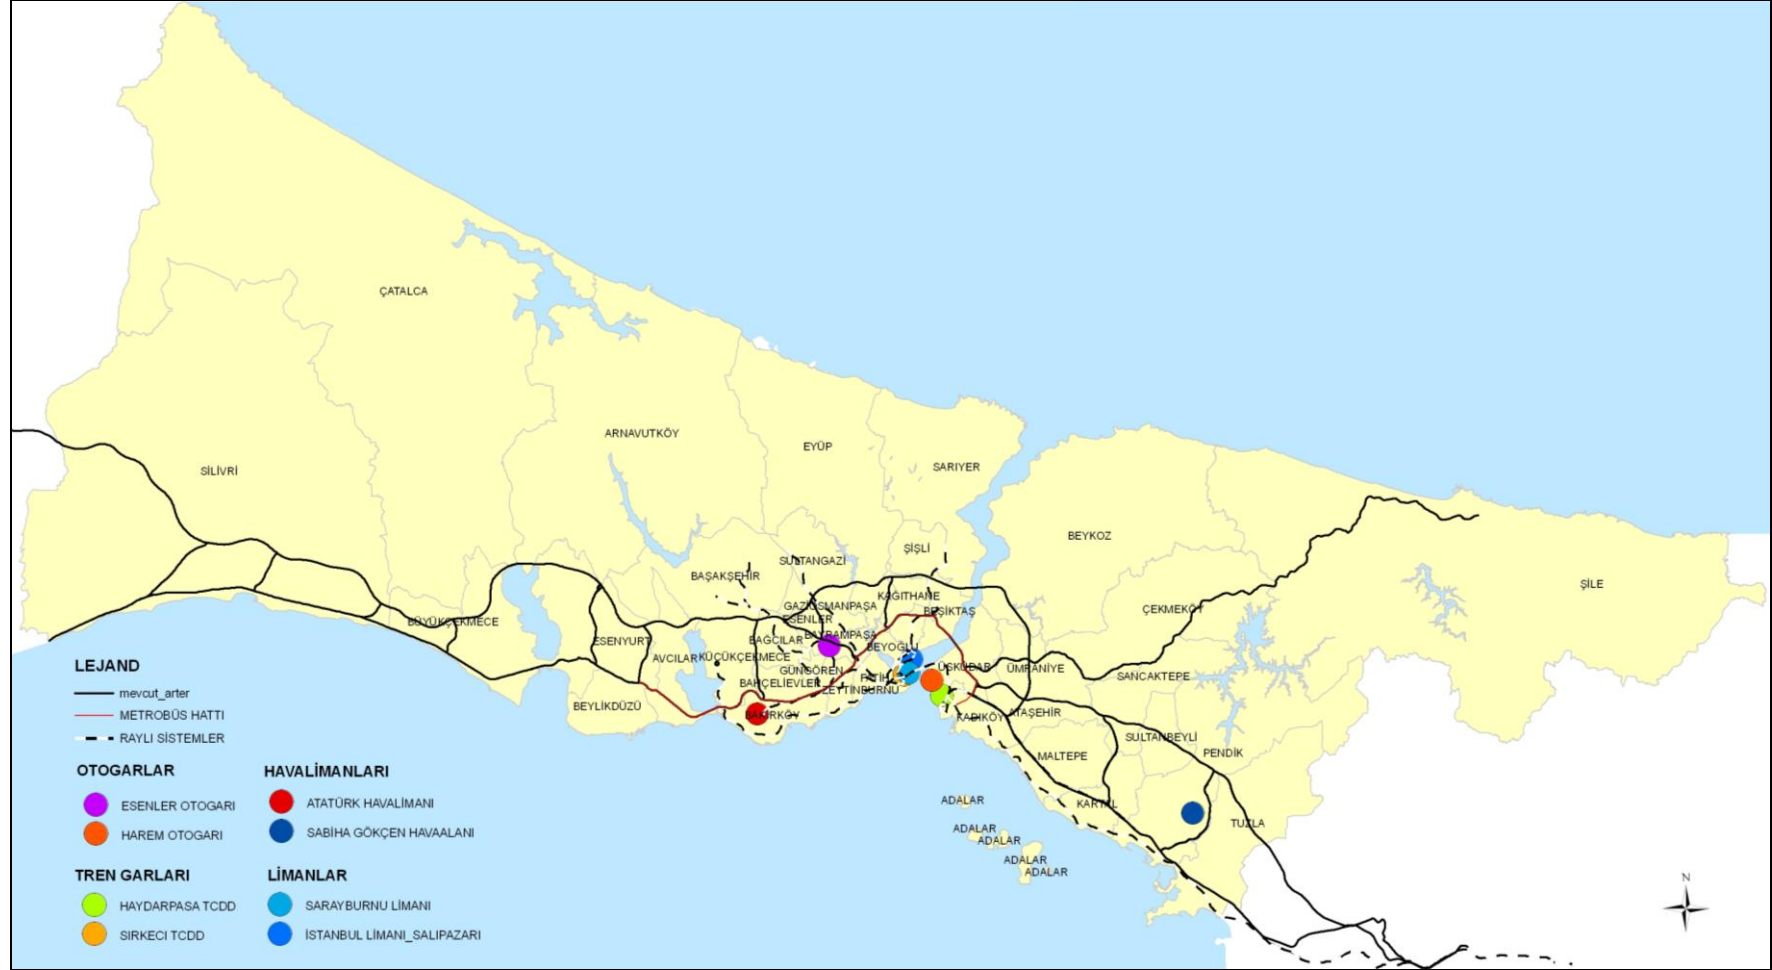 ÇATALCA
ARNAVUTKÖY
EYÜP
SARIYER
SİLİVRİ
BEYKOZ
ŞİŞLİ
SULTANGAZİ
BAŞAKŞEHİR
ŞİLE
KAĞITHANE
GAZİOSMANPAŞA
BEŞİKTAŞ
ÇEKMEKÖY
BÜYÜKÇEKMECE
ESENLER
ESENYURT
BAĞCILAR
BAYRAMPAŞA
BEYOĞLU
AVCILAR
KÜÇÜKÇEKMECE
GÜNGÖREN
ÜSKÜDAR
ÜMRANİYE
SANCAKTEPE
BAHÇELİEVLER
FATİH
ZEYTİNBURNU
BEYLİKDÜZÜ
BAKIRKÖY
KADIKÖY
ATAŞEHİR
SULTANBEYLİ
MALTEPE
PENDİK
KARTAL
TUZLA
ADALAR
ADALAR
ADALAR
ADALAR
ADALAR
LEJAND
mevcut_arter
METROBÜS HATTI
RAYLI SİSTEMLER
OTOGARLAR
ESENLER OTOGARI
HAREM OTOGARI
HAVALİMANLARI
ATATÜRK HAVALİMANI
SABİHA GÖKÇEN HAVAALANI
TREN GARLARI
HAYDARPASA TCDD
SIRKECI TCDD
LİMANLAR
SARAYBURNU LİMANI
İSTANBUL LİMANI_SALIPAZARI
N